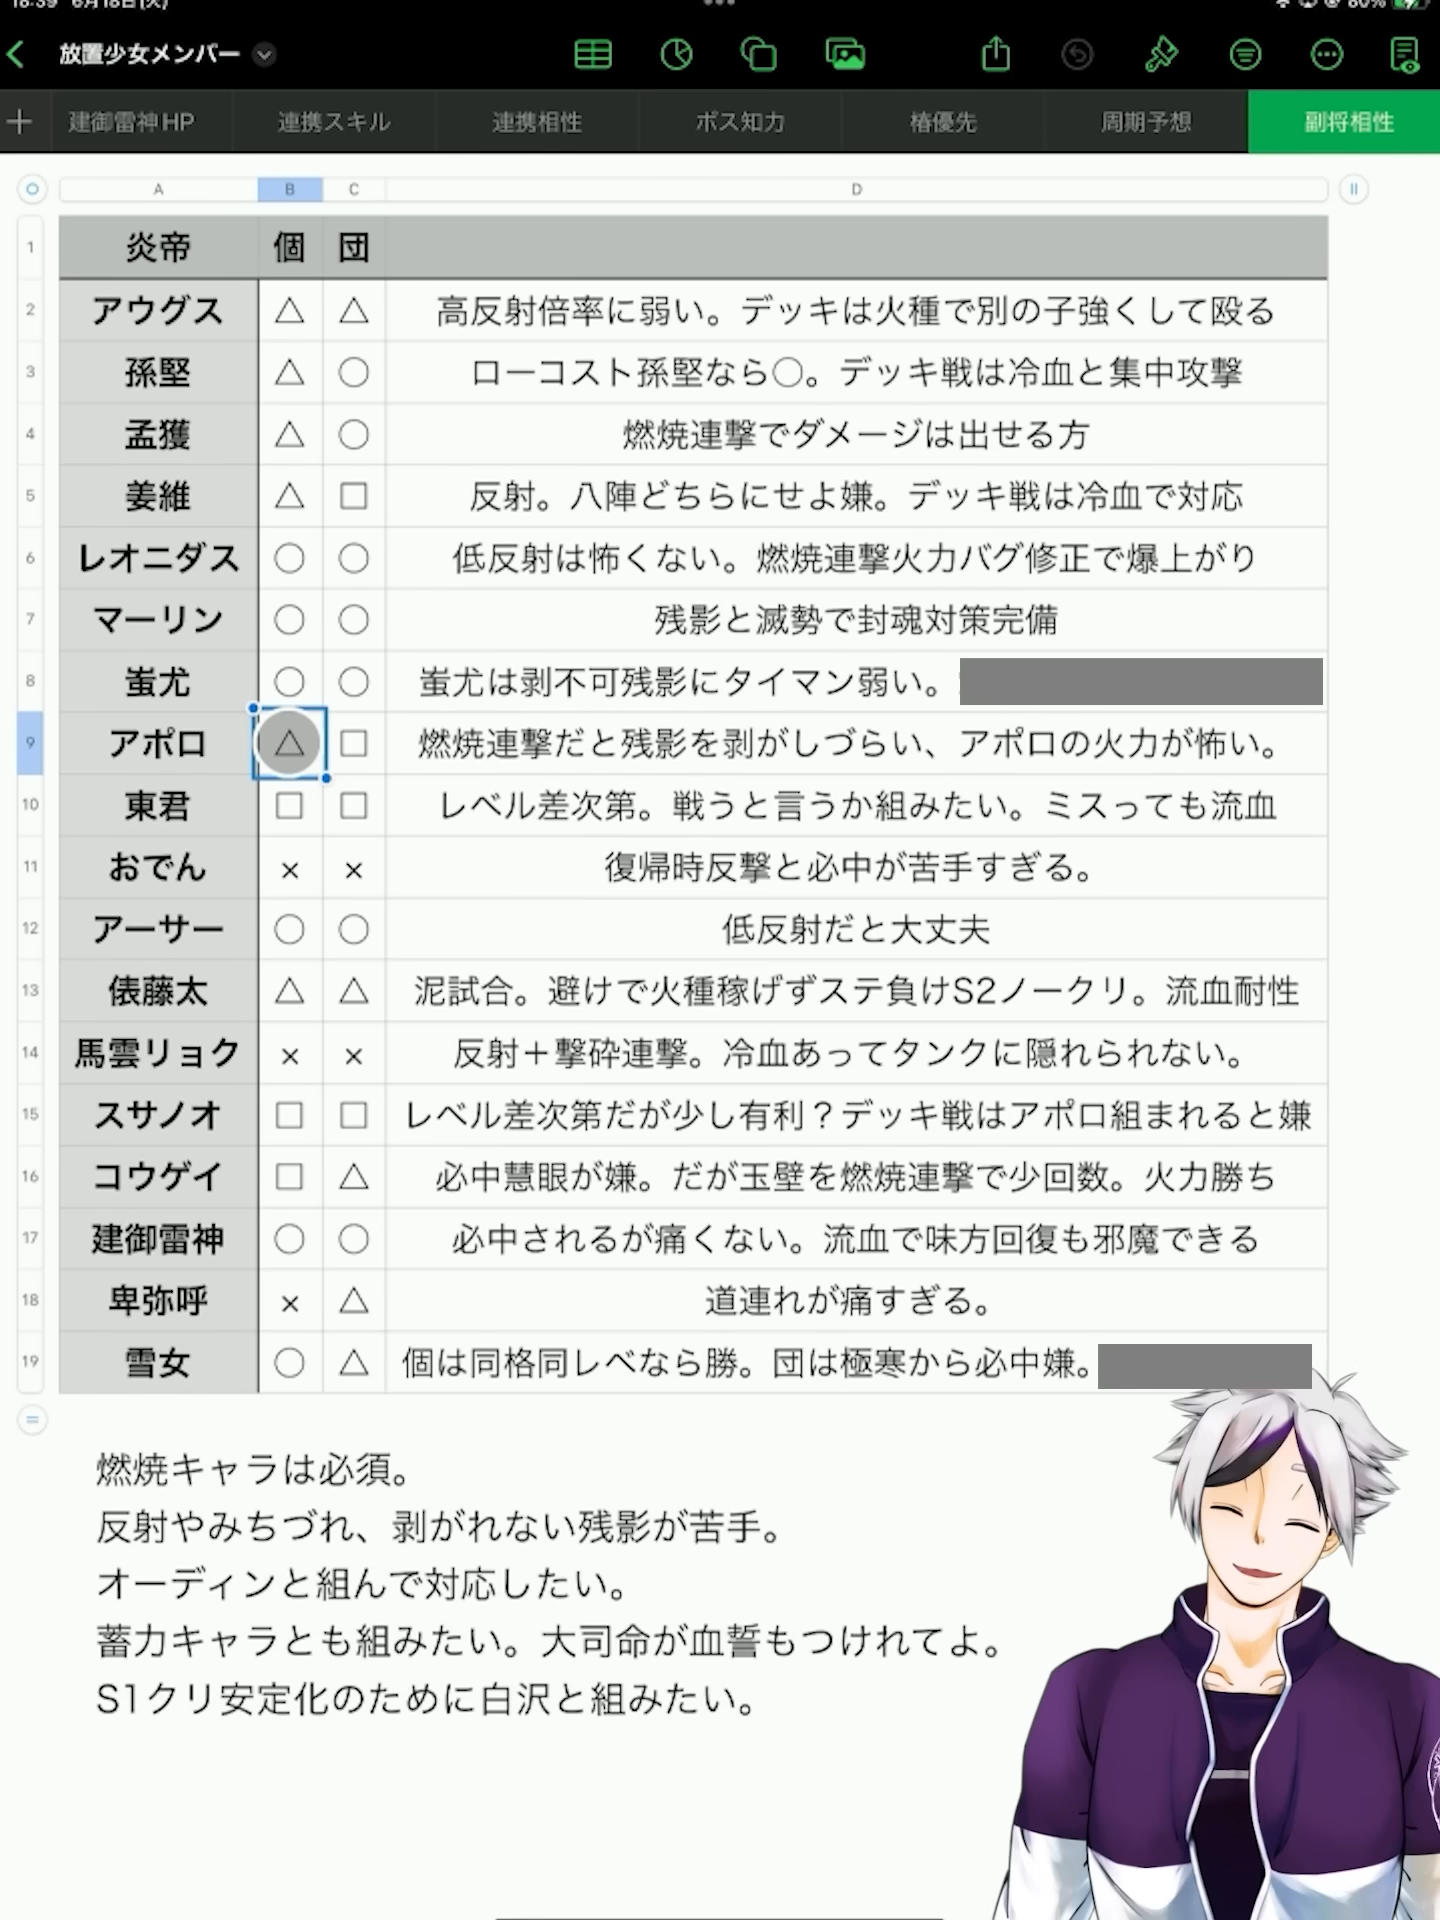 放置少女メンバー
建御雷神HP 連携スキル 連携相性 ボス知力 椿優先 周期予想 副将相性
A B C D
1 炎帝 個 団
2 アウグス △ △ 高反射倍率に弱い。デッキは火種で別の子強くして殴る
3 孫堅 △ ○ ローコスト孫堅なら○。デッキ戦は冷血と集中攻撃
4 孟獲 △ ○ 燃焼連撃でダメージは出せる方
5 姜維 △ □ 反射。八陣どちらにせよ嫌。デッキ戦は冷血で対応
6 レオニダス ○ ○ 低反射は怖くない。燃焼連撃火力バグ修正で爆上がり
7 マーリン ○ ○ 残影と滅勢で封魂対策完備
8 蚩尤 ○ ○ 蚩尤は剥不可残影にタイマン弱い。
9 アポロ △ □ 燃焼連撃だと残影を剥がしづらい、アポロの火力が怖い。
10 東君 □ □ レベル差次第。戦うと言うか組みたい。ミスっても流血
11 おでん × × 復帰時反撃と必中が苦手すぎる。
12 アーサー ○ ○ 低反射だと大丈夫
13 俵藤太 △ △ 泥試合。避けで火種稼げずステ負けS2ノークリ。流血耐性
14 馬雲リョク × × 反射＋撃砕連撃。冷血あってタンクに隠れられない。
15 スサノオ □ □ レベル差次第だが少し有利？デッキ戦はアポロ組まれると嫌
16 コウゲイ □ △ 必中慧眼が嫌。だが玉壁を燃焼連撃で少回数。火力勝ち
17 建御雷神 ○ ○ 必中されるが痛くない。流血で味方回復も邪魔できる
18 卑弥呼 × △ 道連れが痛すぎる。
19 雪女 ○ △ 個は同格同レベなら勝。団は極寒から必中嫌。
燃焼キャラは必須。
反射やみちづれ、剥がれない残影が苦手。
オーディンと組んで対応したい。
蓄力キャラとも組みたい。大司命が血誓もつけれてよ。
S1クリ安定化のために白沢と組みたい。